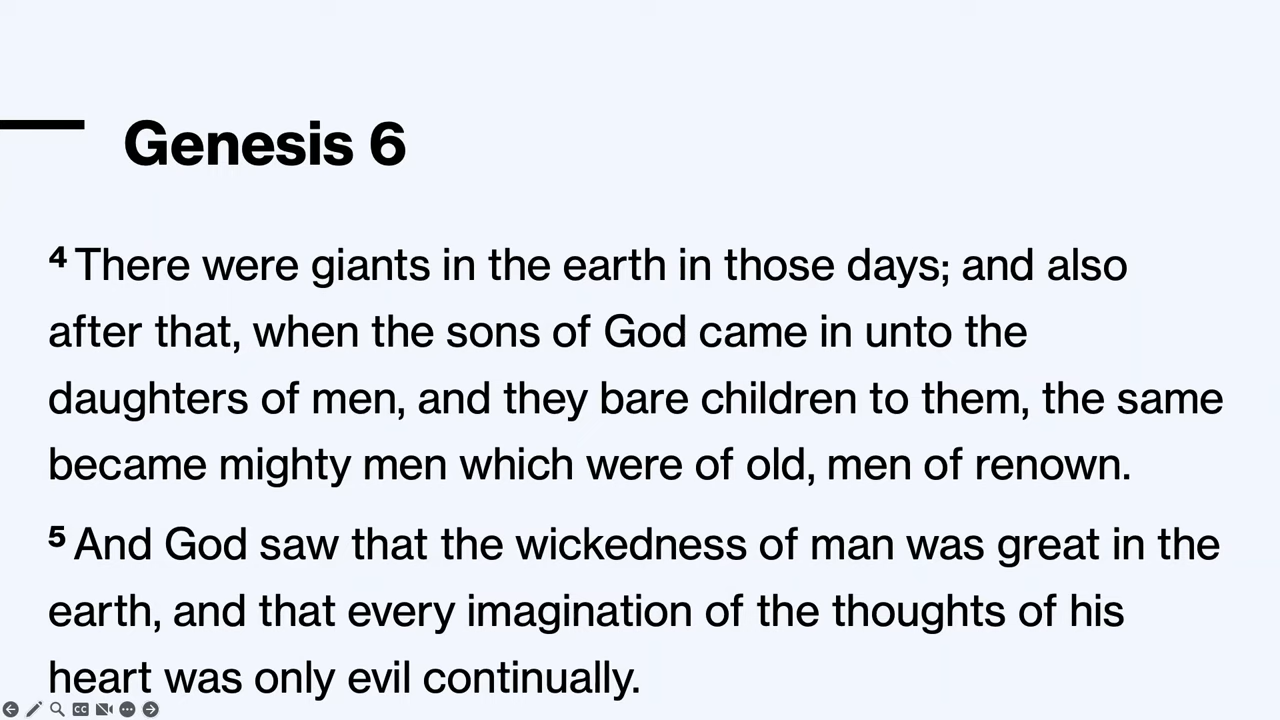 Genesis 6
4 There were giants in the earth in those days; and also
after that, when the sons of God came in unto the
daughters of men, and they bare children to them, the same
became mighty men which were of old, men of renown.
5 And God saw that the wickedness of man was great in the
earth, and that every imagination of the thoughts of his
heart was only evil continually.
CC